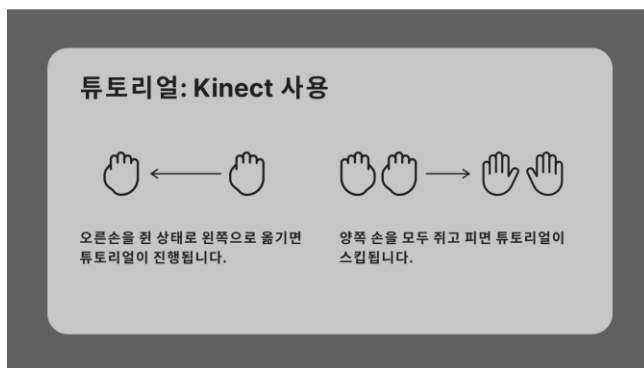 튜토리얼: Kinect 사용
오른손을 쥔 상태로 왼쪽으로 옮기면
튜토리얼이 진행됩니다.
양쪽 손을 모두 쥐고 피면 튜토리얼이
스킵됩니다.